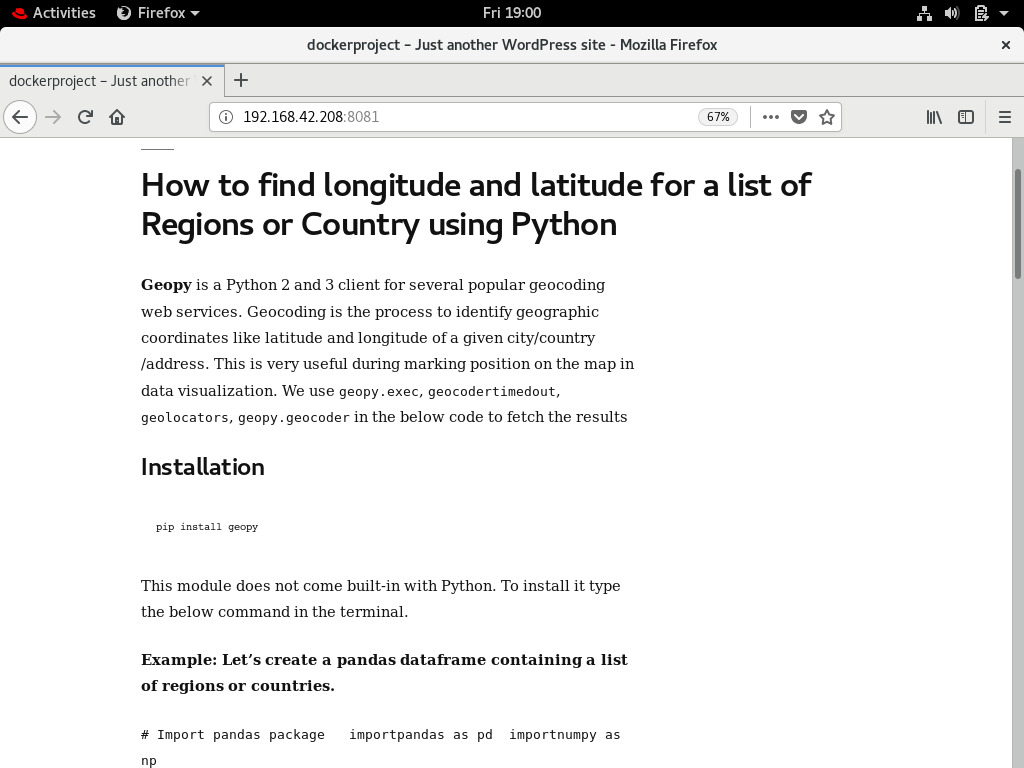 Activities Firefox Fri 19:00
dockerproject – Just another WordPress site - Mozilla Firefox
dockerproject – Just another
192.168.42.208:8081 67%
How to find longitude and latitude for a list of
Regions or Country using Python
Geopy is a Python 2 and 3 client for several popular geocoding
web services. Geocoding is the process to identify geographic
coordinates like latitude and longitude of a given city/country
/address. This is very useful during marking position on the map in
data visualization. We use geopy.exec, geocodertimedout,
geolocators, geopy.geocoder in the below code to fetch the results
Installation
pip install geopy
This module does not come built-in with Python. To install it type
the below command in the terminal.
Example: Let’s create a pandas dataframe containing a list
of regions or countries.
# Import pandas package importpandas as pd importnumpy as
np